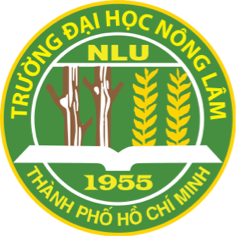 TRƯỜNG ĐẠI HỌC NÔNG LÂM
NLU
1955
THÀNH PHỐ HỒ CHÍ MINH